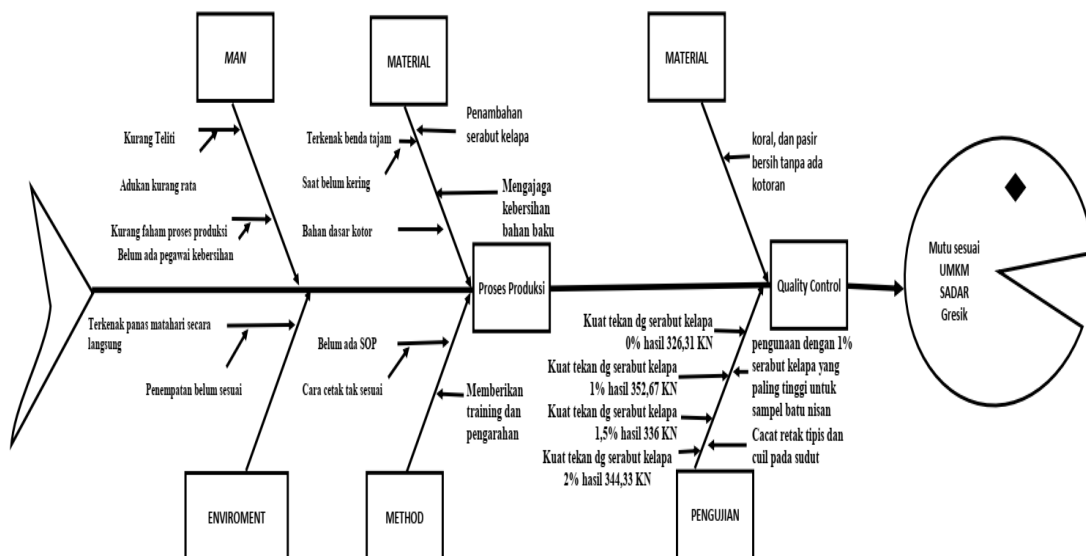 MAN
MATERIAL
MATERIAL
Kurang Teliti
Adukan kurang rata
Kurang faham proses produksi
Belum ada pegawai kebersihan
Terkenak benda tajam
Saat belum kering
Bahan dasar kotor
Penambahan
serabut kelapa
Mengajaga
kebersihan
bahan baku
koral, dan pasir
bersih tanpa ada
kotoran
Proses Produksi
Quality Control
Mutu sesuai
UMKM
SADAR
Gresik
Terkenak panas matahari secara
langsung
Penempatan belum sesuai
Belum ada SOP
Cara cetak tak sesuai
Memberikan
training dan
pengarahan
Kuat tekan dg serabut kelapa
0% hasil 326,31 KN
Kuat tekan dg serabut kelapa
1% hasil 352,67 KN
Kuat tekan dg serabut kelapa
1,5% hasil 336 KN
Kuat tekan dg serabut kelapa
2% hasil 344,33 KN
pengunaan dengan 1%
serabut kelapa yang
paling tinggi untuk
sampel batu nisan
Cacat retak tipis dan
cuil pada sudut
ENVIROMENT
METHOD
PENGUJIAN